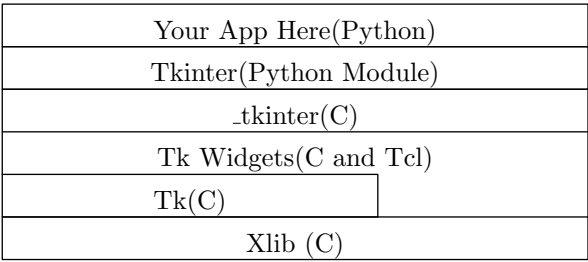 Your App Here(Python)
Tkinter(Python Module)
_tkinter(C)
Tk Widgets(C and Tcl)
Tk(C)
Xlib (C)